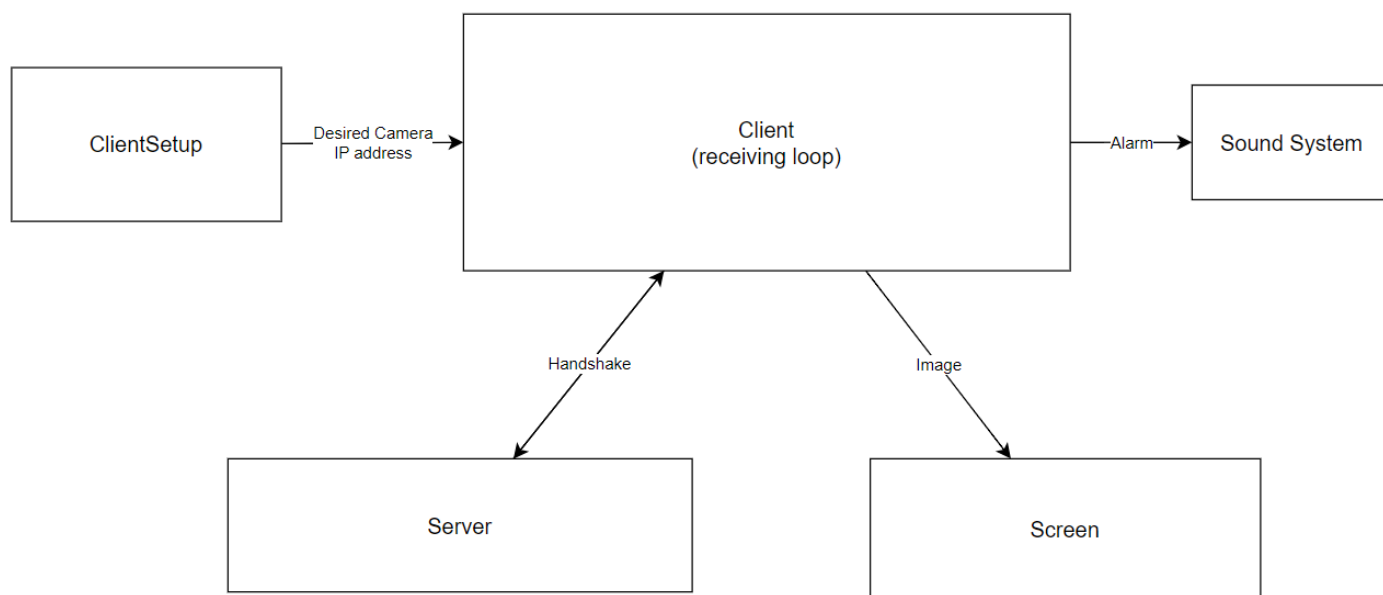 ClientSetup
Desired Camera
IP address
Client
(receiving loop)
Alarm
Sound System
Handshake
Image
Server
Screen